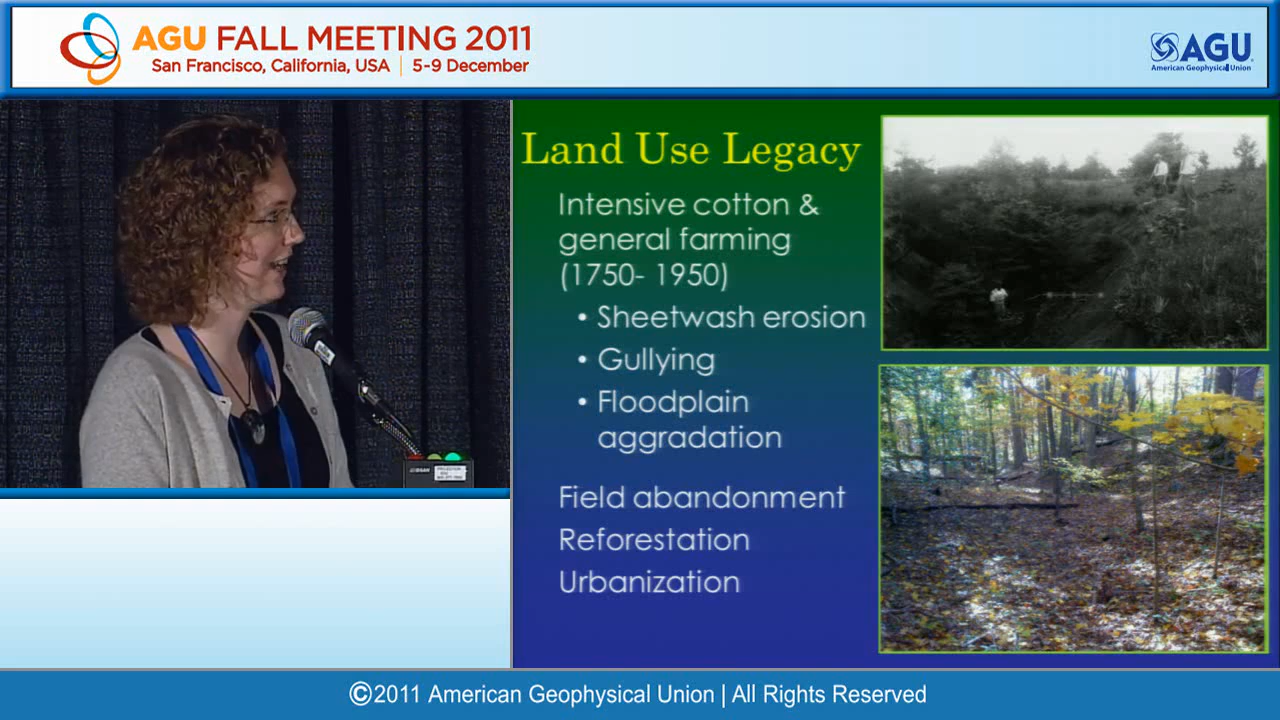 AGU FALL MEETING 2011
San Francisco, California, USA | 5-9 December
AGU
American Geophysical Union
Land Use Legacy
Intensive cotton &
general farming
(1750- 1950)
• Sheetwash erosion
• Gullying
• Floodplain
aggradation
Field abandonment
Reforestation
Urbanization
©2011 American Geophysical Union | All Rights Reserved